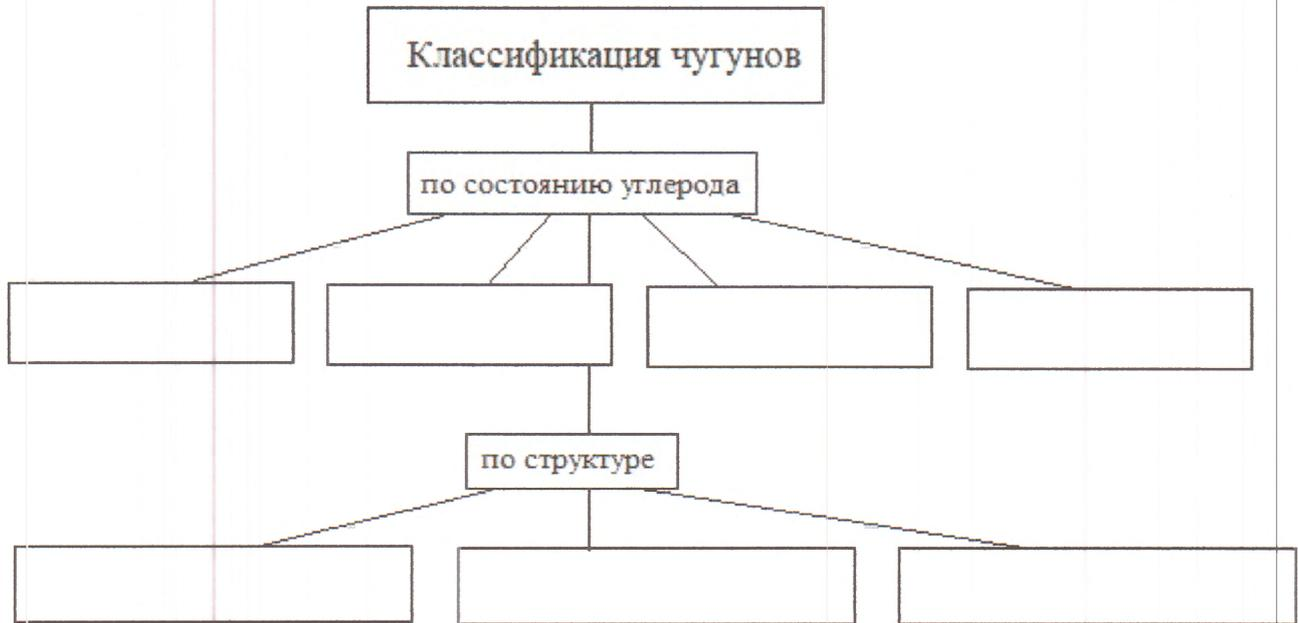 Классификация чугунов
по состоянию углерода
по структуре